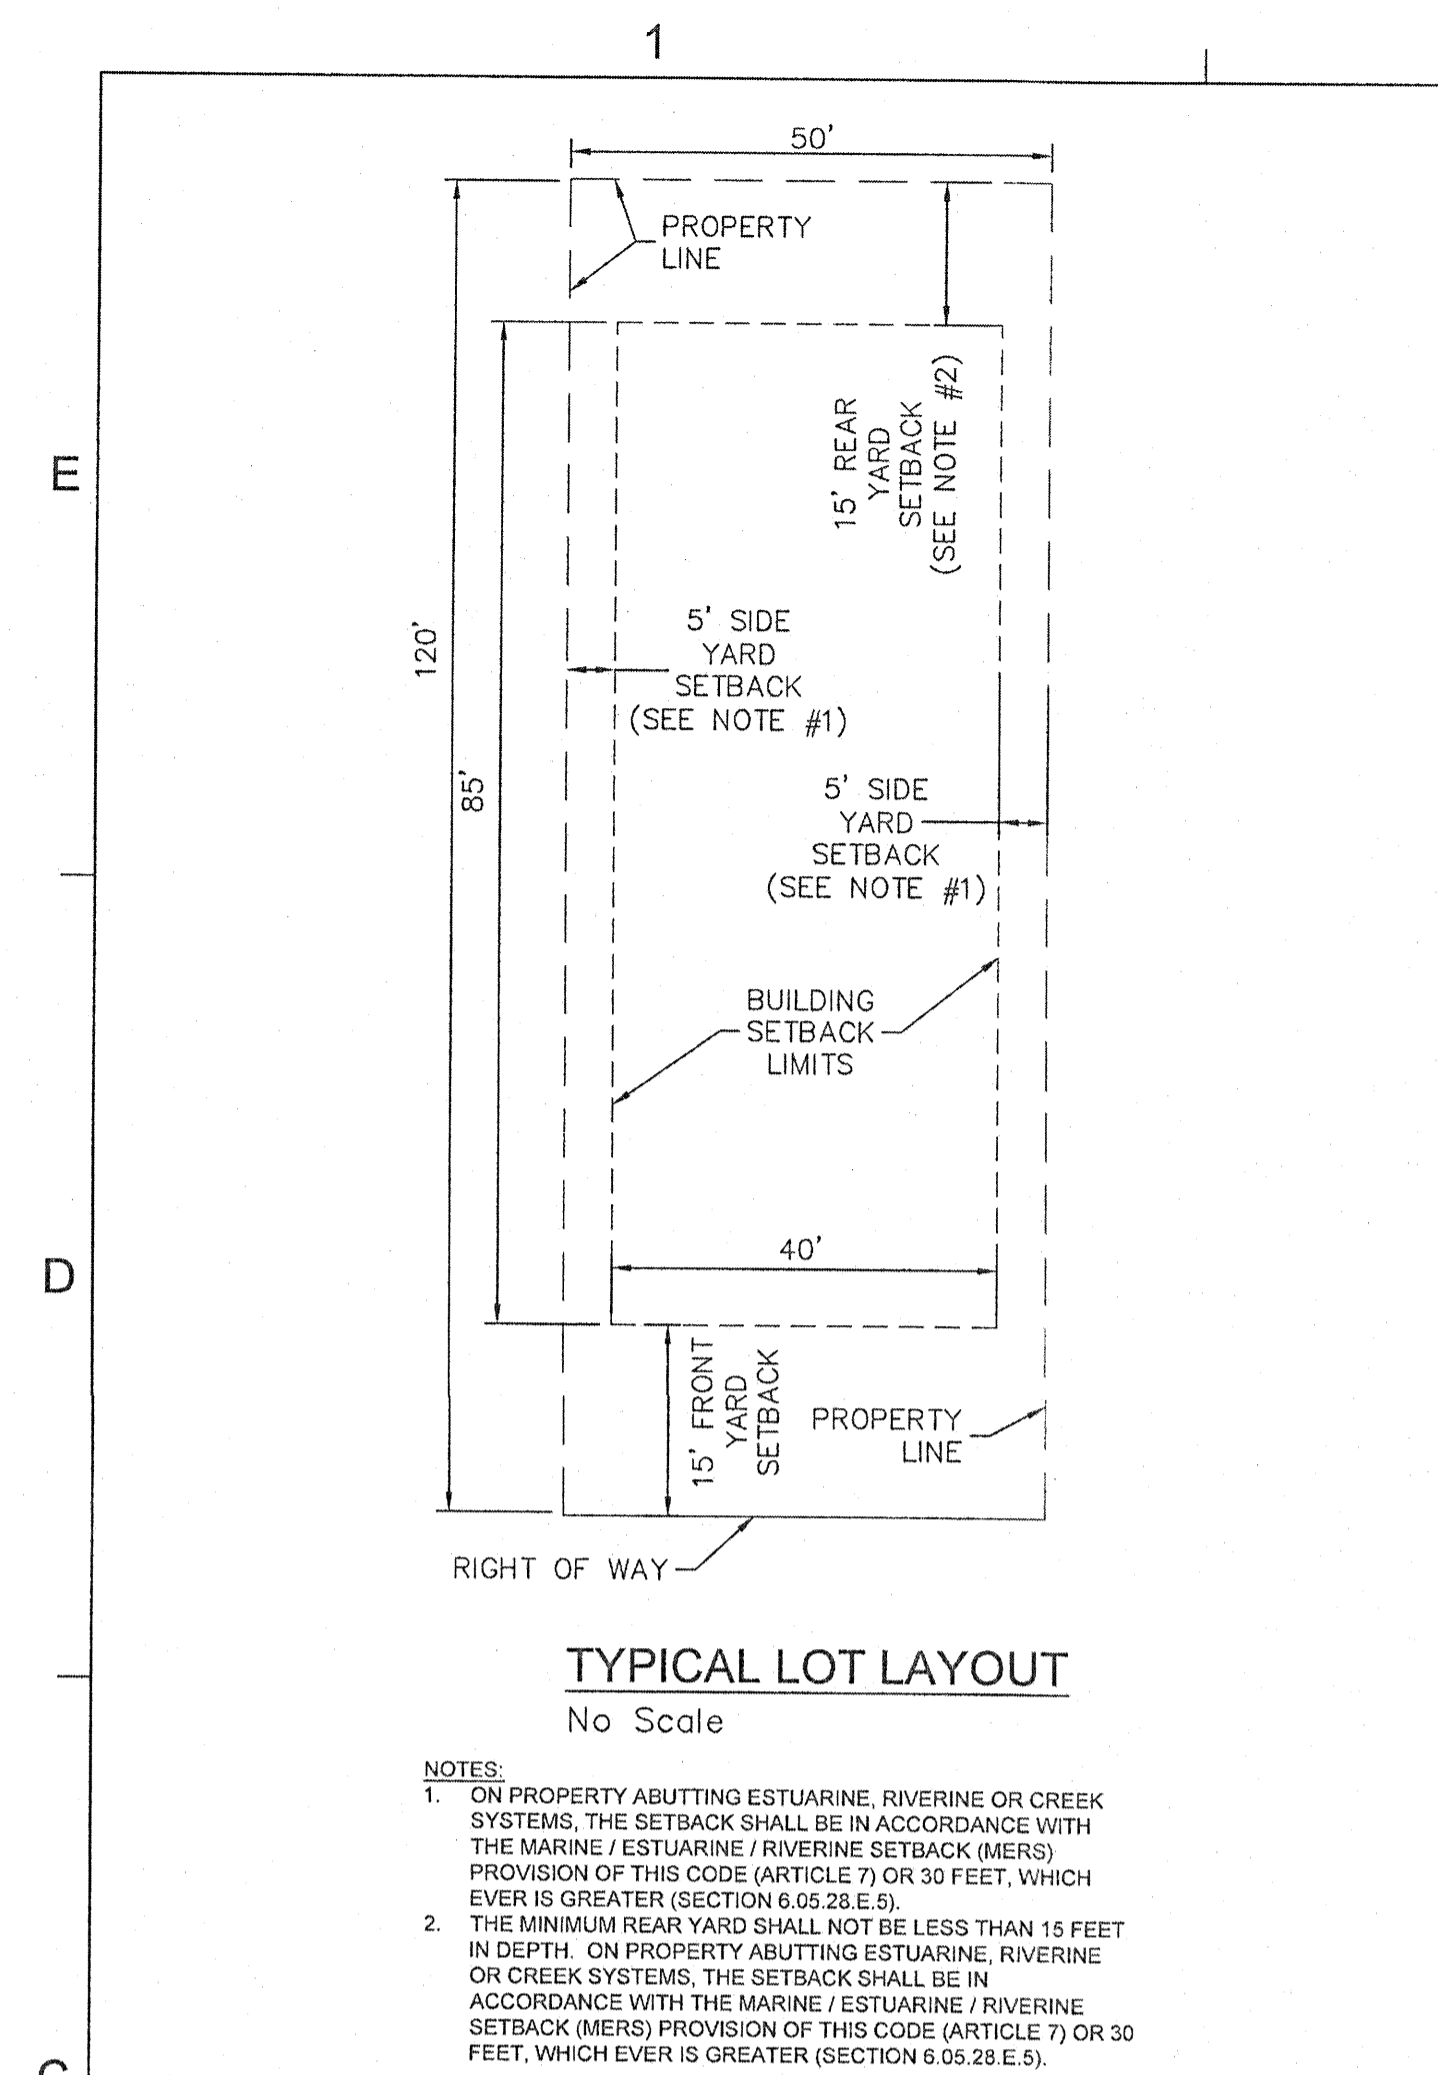 1
50'
PROPERTY
LINE
15' REAR
YARD
SETBACK
(SEE NOTE #2)
E
120'
5' SIDE
YARD
SETBACK
(SEE NOTE #1)
85'
5' SIDE
YARD
SETBACK
(SEE NOTE #1)
BUILDING
SETBACK
LIMITS
D
40'
15' FRONT
YARD
SETBACK
PROPERTY
LINE
RIGHT OF WAY
TYPICAL LOT LAYOUT
No Scale
NOTES:
1. ON PROPERTY ABUTTING ESTUARINE, RIVERINE OR CREEK
SYSTEMS, THE SETBACK SHALL BE IN ACCORDANCE WITH
THE MARINE / ESTUARINE / RIVERINE SETBACK (MERS)
PROVISION OF THIS CODE (ARTICLE 7) OR 30 FEET, WHICH
EVER IS GREATER (SECTION 6.05.28.E.5).
2. THE MINIMUM REAR YARD SHALL NOT BE LESS THAN 15 FEET
IN DEPTH. ON PROPERTY ABUTTING ESTUARINE, RIVERINE
OR CREEK SYSTEMS, THE SETBACK SHALL BE IN
ACCORDANCE WITH THE MARINE / ESTUARINE / RIVERINE
SETBACK (MERS) PROVISION OF THIS CODE (ARTICLE 7) OR 30
FEET, WHICH EVER IS GREATER (SECTION 6.05.28.E.5).